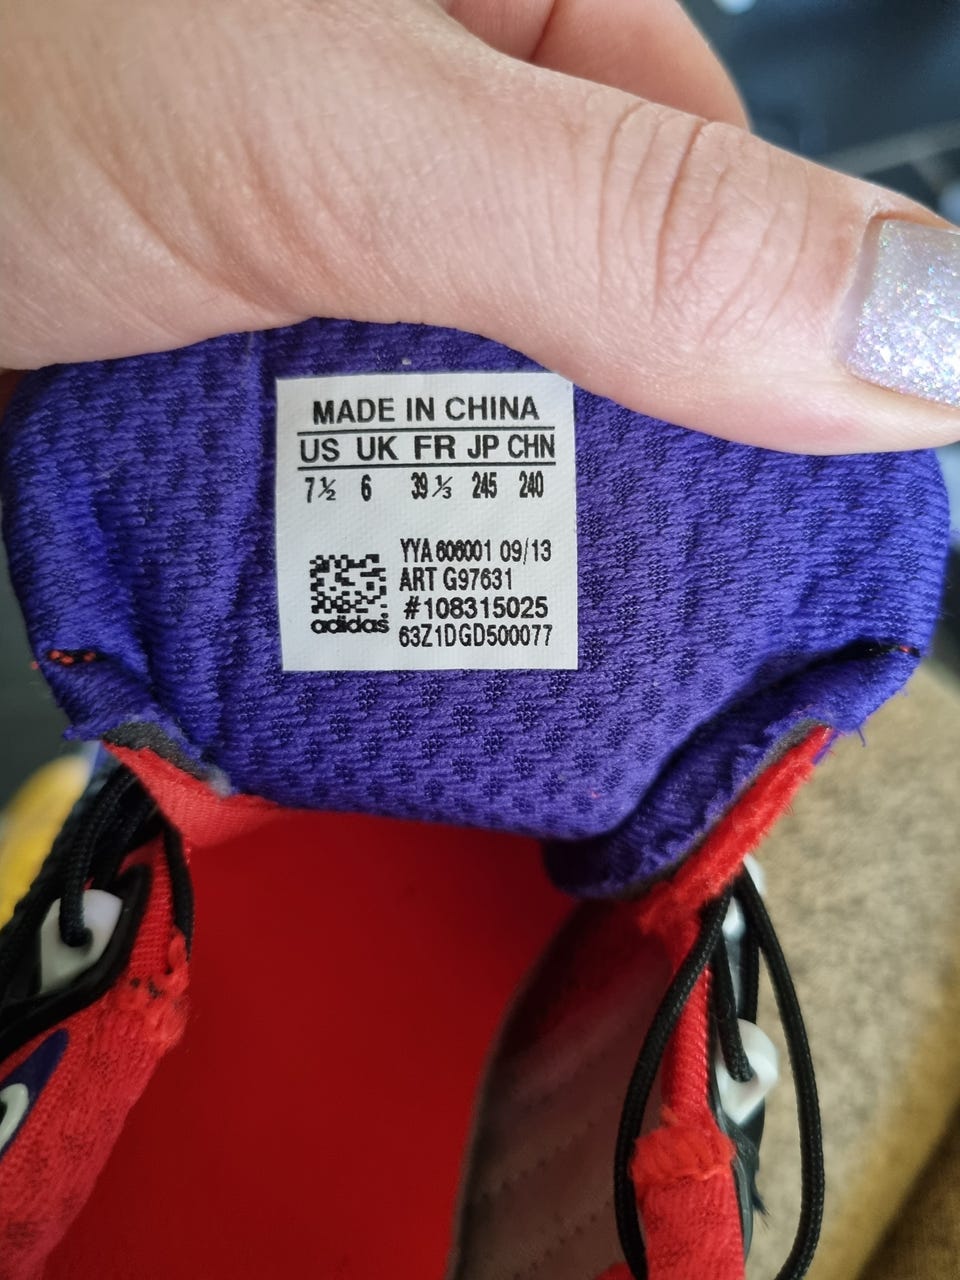 MADE IN CHINA
US UK FR JP CHN
7½ 6 39⅓ 245 240
YYA 606001 09/13
ART G97631
#108315025
adidas
63Z1DGD500077